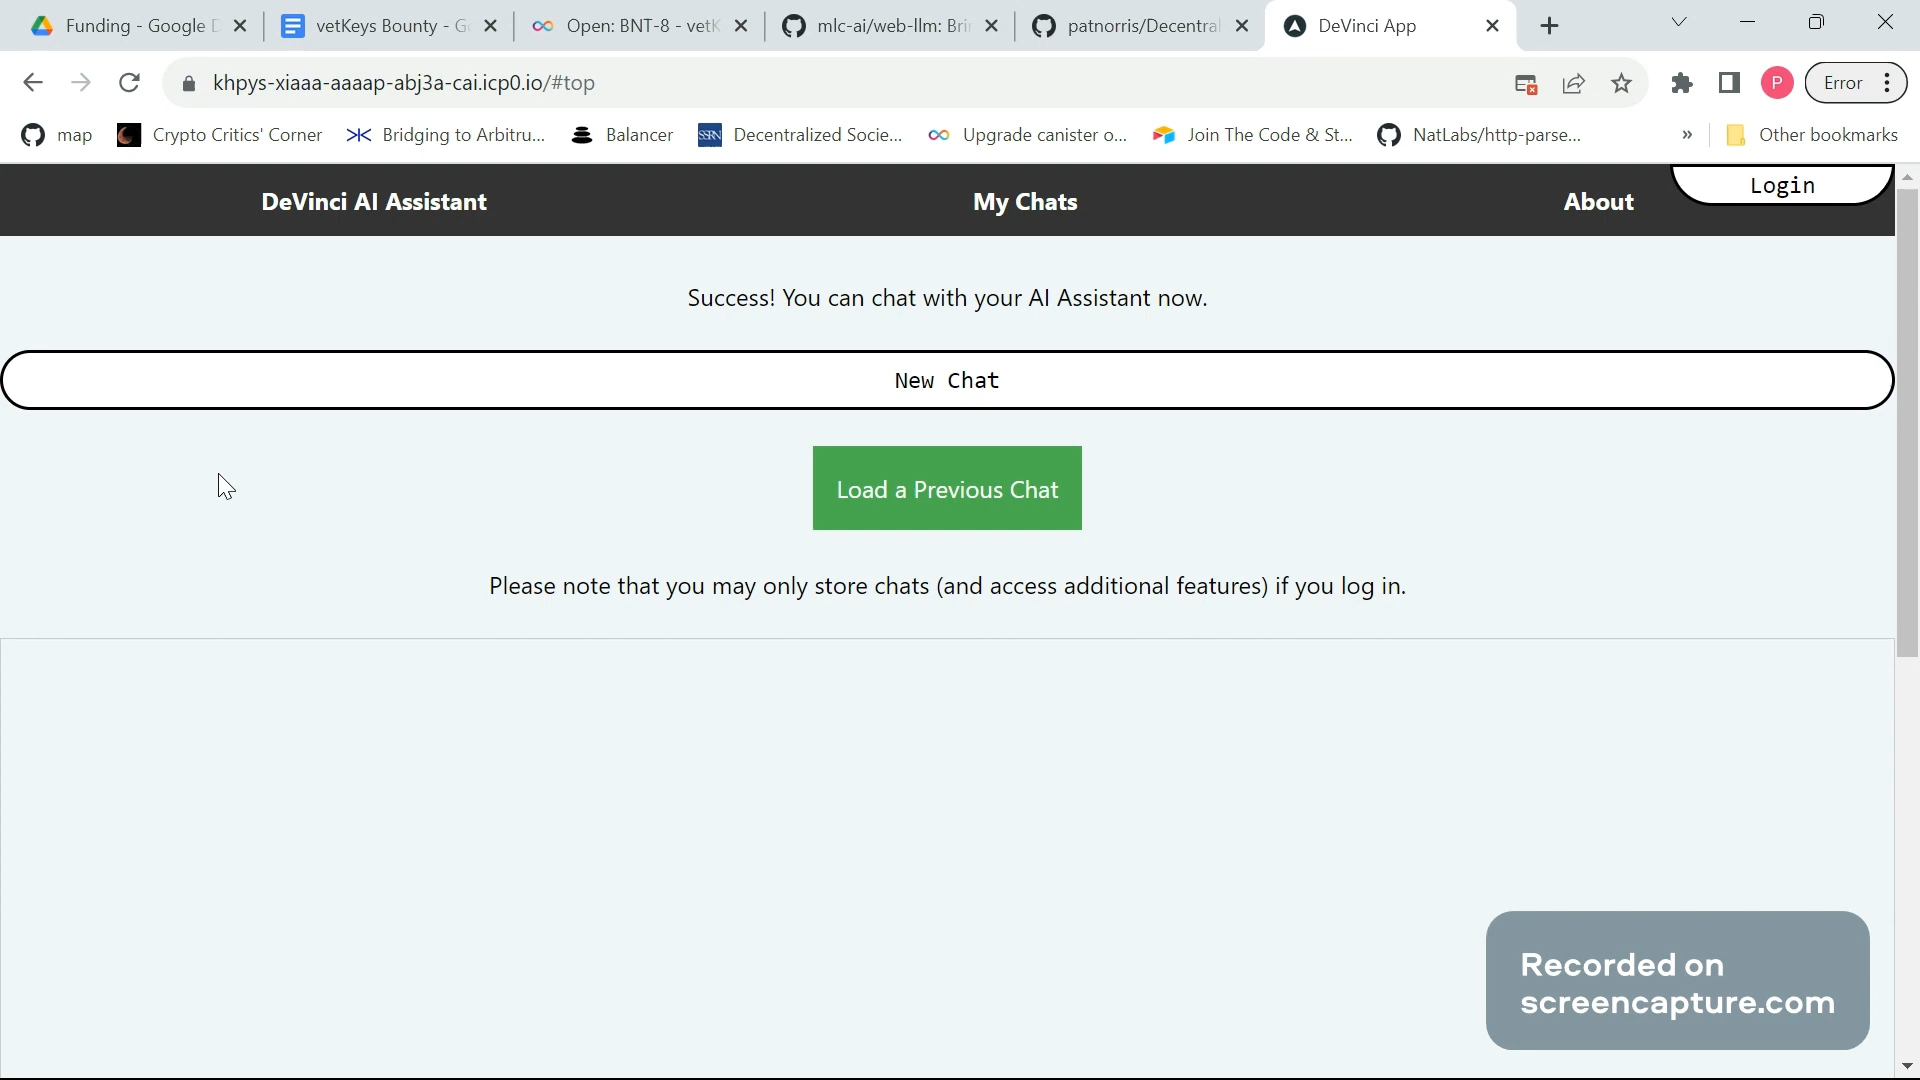 Funding - Google D
vetKeys Bounty - Go
Open: BNT-8 - vetK
mlc-ai/web-llm: Bri
patnorris/Decentral
DeVinci App
khpys-xiaaa-aaaap-abj3a-cai.icp0.io/#top
P
Error
map
Crypto Critics' Corner
Bridging to Arbitru...
Balancer
SSRN
Decentralized Socie...
Upgrade canister o...
Join The Code & St...
NatLabs/http-parse...
»
Other bookmarks
DeVinci AI Assistant
My Chats
About
Login
Success! You can chat with your AI Assistant now.
New Chat
Load a Previous Chat
Please note that you may only store chats (and access additional features) if you log in.
Recorded on
screencapture.com